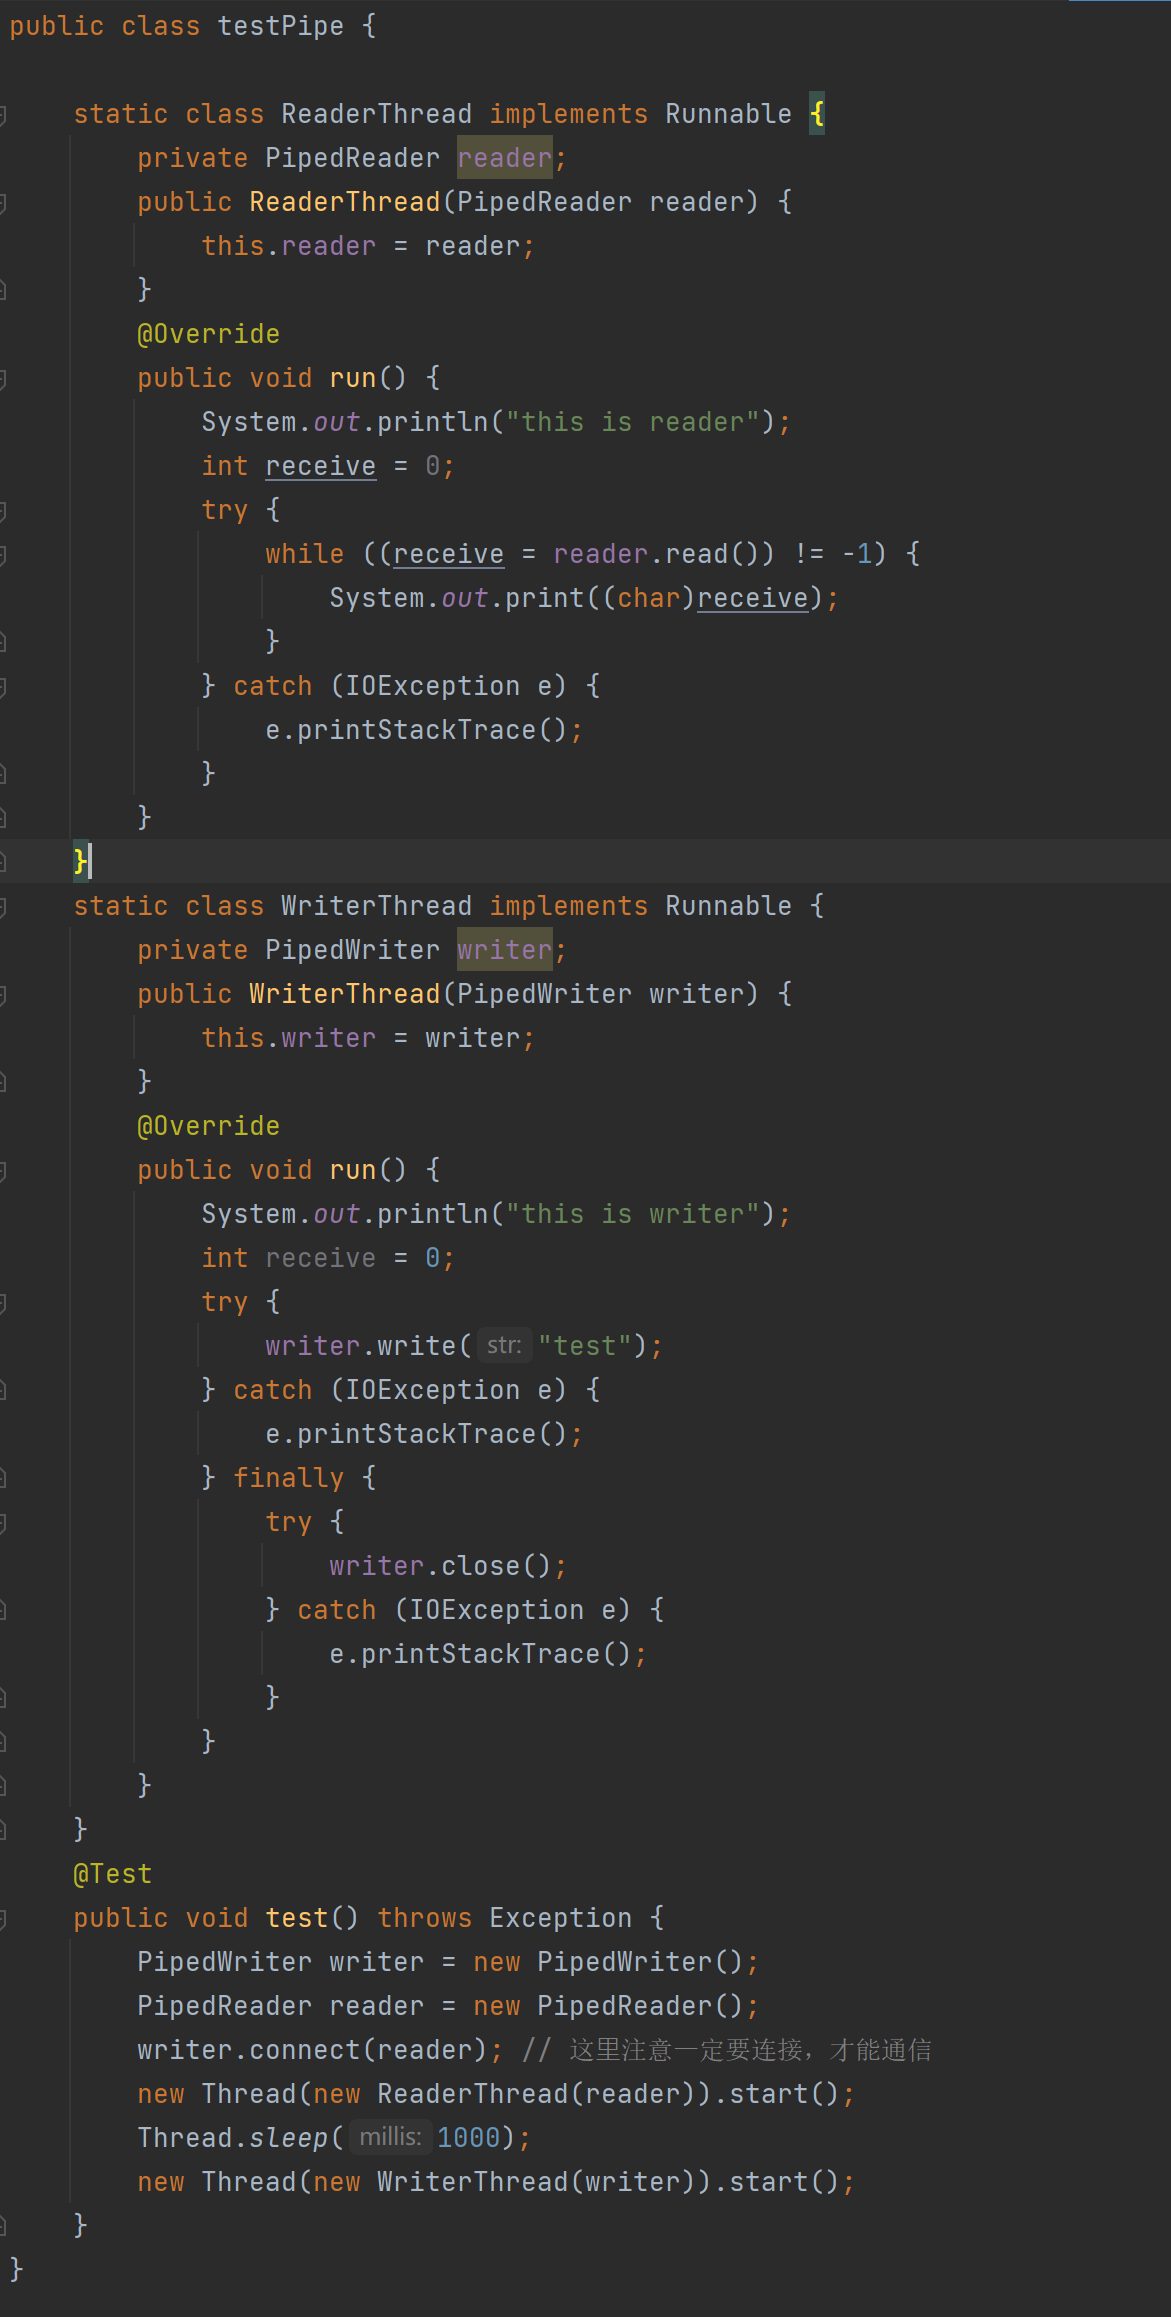 public class testPipe {
static class ReaderThread implements Runnable {
private PipedReader reader;
public ReaderThread(PipedReader reader) {
this.reader = reader;
}
@Override
public void run() {
System.out.println("this is reader");
int receive = 0;
try {
while ((receive = reader.read()) != -1) {
System.out.print((char)receive);
}
} catch (IOException e) {
e.printStackTrace();
}
}
}
static class WriterThread implements Runnable {
private PipedWriter writer;
public WriterThread(PipedWriter writer) {
this.writer = writer;
}
@Override
public void run() {
System.out.println("this is writer");
int receive = 0;
try {
writer.write( str: "test");
} catch (IOException e) {
e.printStackTrace();
} finally {
try {
writer.close();
} catch (IOException e) {
e.printStackTrace();
}
}
}
}
@Test
public void test() throws Exception {
PipedWriter writer = new PipedWriter();
PipedReader reader = new PipedReader();
writer.connect(reader); // 这里注意一定要连接，才能通信
new Thread(new ReaderThread(reader)).start();
Thread.sleep( millis: 1000);
new Thread(new WriterThread(writer)).start();
}
}